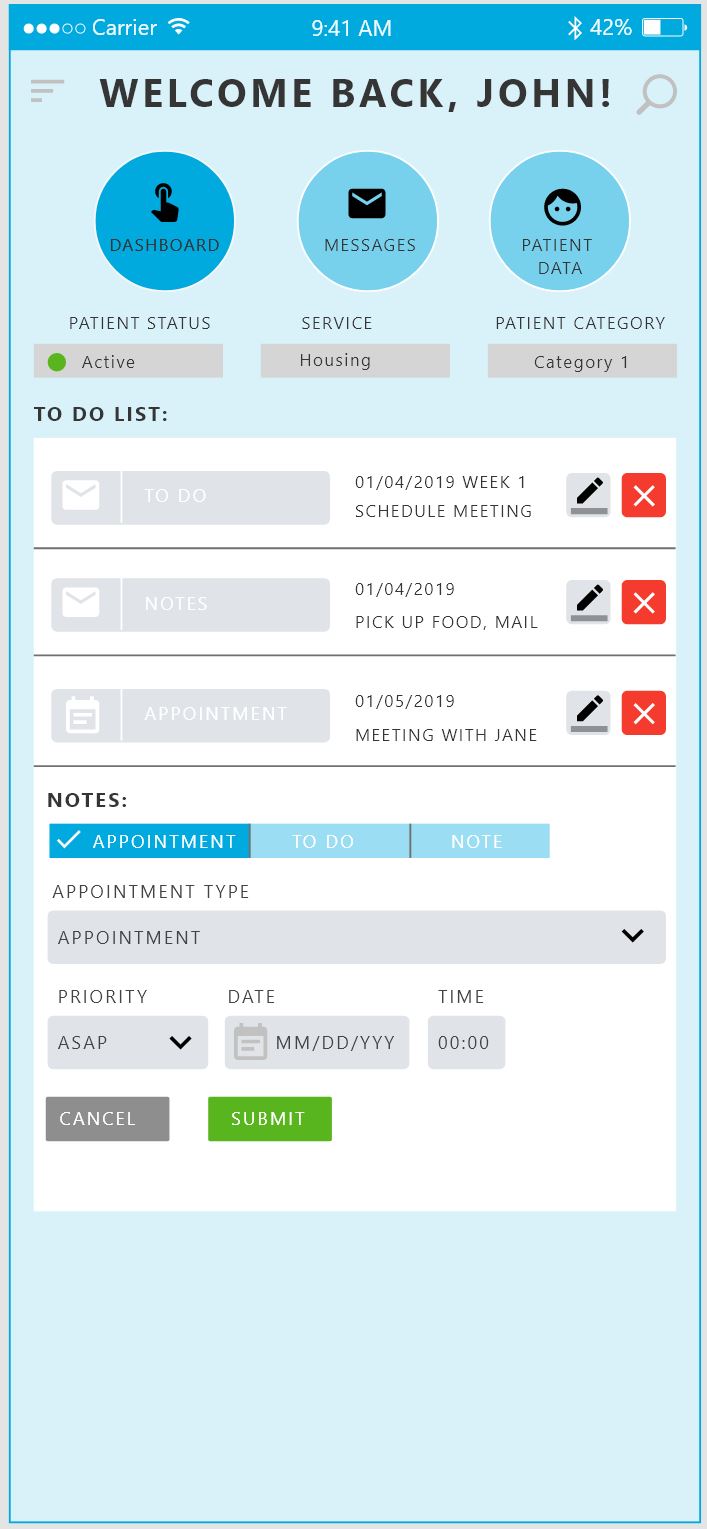 Carrier 9:41 AM 42%
WELCOME BACK, JOHN!
DASHBOARD
MESSAGES
PATIENT
DATA
PATIENT STATUS SERVICE PATIENT CATEGORY
Active Housing Category 1
TO DO LIST:
TO DO
01/04/2019 WEEK 1
SCHEDULE MEETING
NOTES
01/04/2019
PICK UP FOOD, MAIL
APPOINTMENT
01/05/2019
MEETING WITH JANE
NOTES:
APPOINTMENT TO DO NOTE
APPOINTMENT TYPE
APPOINTMENT
PRIORITY DATE TIME
ASAP MM/DD/YYY 00:00
CANCEL SUBMIT